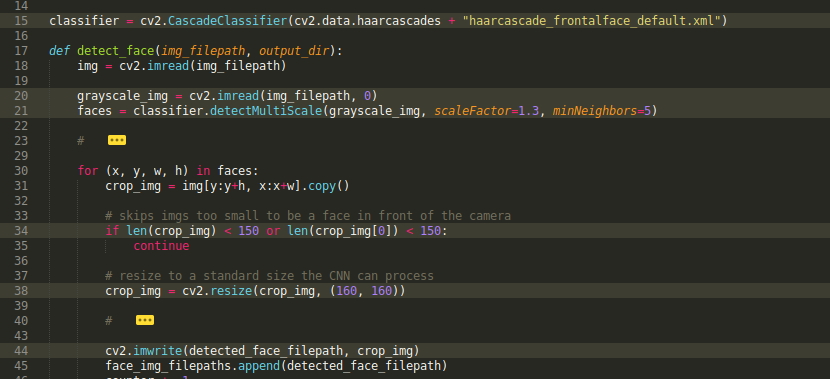 14
15 classifier = cv2.CascadeClassifier(cv2.data.haarcascades + "haarcascade_frontalface_default.xml")
16
17 def detect_face(img_filepath, output_dir):
18     img = cv2.imread(img_filepath)
19
20     grayscale_img = cv2.imread(img_filepath, 0)
21     faces = classifier.detectMultiScale(grayscale_img, scaleFactor=1.3, minNeighbors=5)
22
23     # ...
29
30     for (x, y, w, h) in faces:
31         crop_img = img[y:y+h, x:x+w].copy()
32
33         # skips imgs too small to be a face in front of the camera
34         if len(crop_img) < 150 or len(crop_img[0]) < 150:
35             continue
36
37         # resize to a standard size the CNN can process
38         crop_img = cv2.resize(crop_img, (160, 160))
39
40         # ...
43
44         cv2.imwrite(detected_face_filepath, crop_img)
45         face_img_filepaths.append(detected_face_filepath)